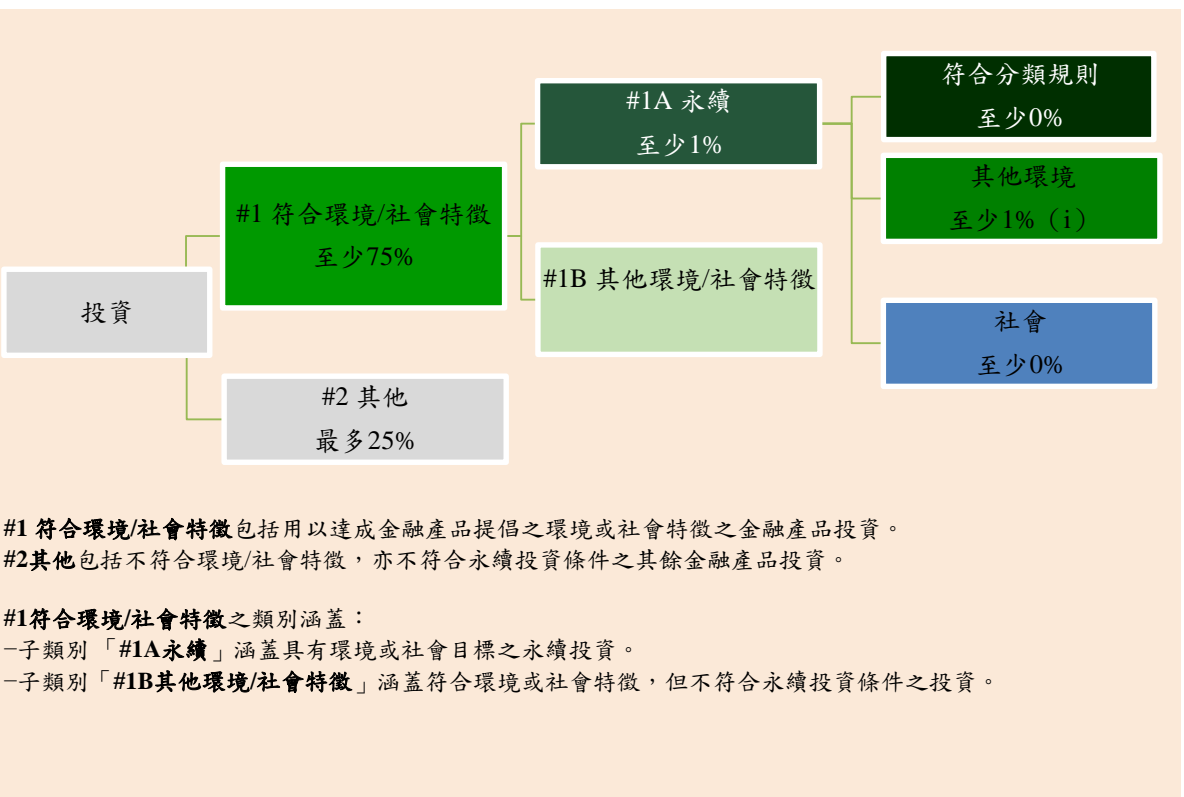 投資
#1 符合環境/社會特徵
至少75%
#2 其他
最多25%
#1A 永續
至少1%
#1B 其他環境/社會特徵
符合分類規則
至少0%
其他環境
至少1%（i）
社會
至少0%
#1 符合環境/社會特徵包括用以達成金融產品提倡之環境或社會特徵之金融產品投資。
#2其他包括不符合環境/社會特徵，亦不符合永續投資條件之其餘金融產品投資。
#1符合環境/社會特徵之類別涵蓋：
–子類別「#1A永續」涵蓋具有環境或社會目標之永續投資。
–子類別「#1B其他環境/社會特徵」涵蓋符合環境或社會特徵，但不符合永續投資條件之投資。